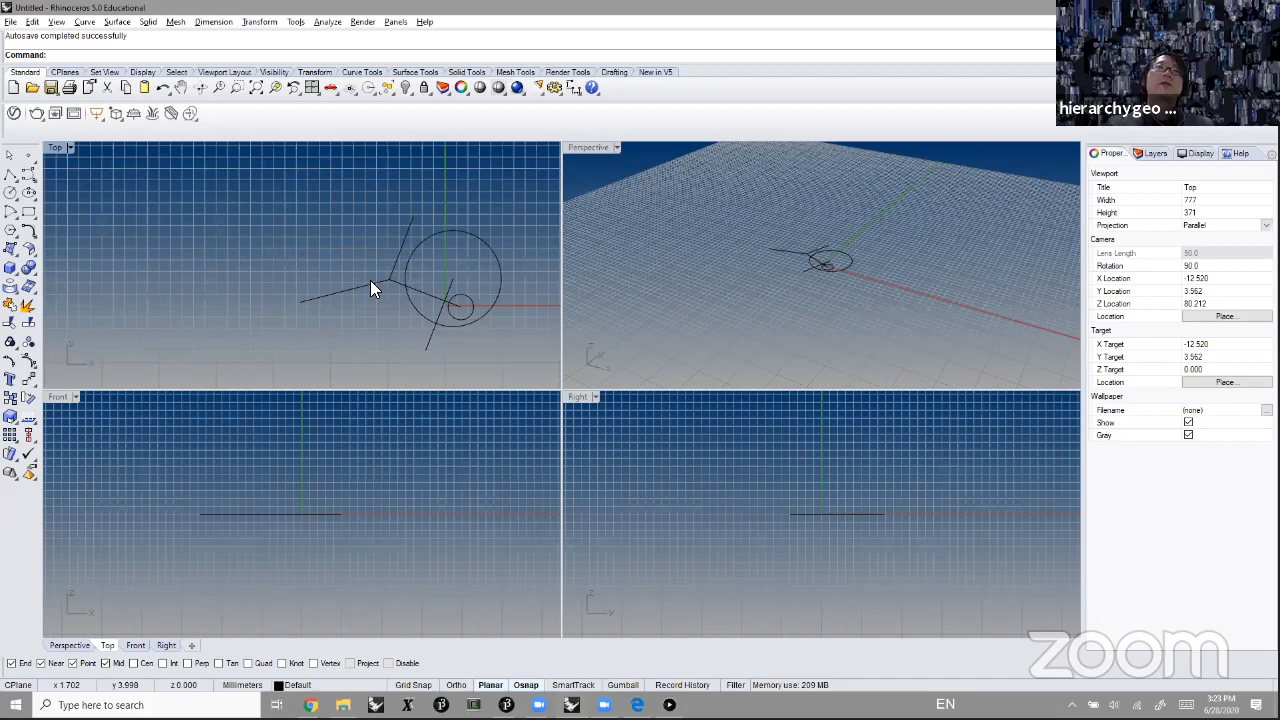 Untitled - Rhinoceros 5.0 Educational
File Edit View Curve Surface Solid Mesh Dimension Transform Tools Analyze Render Panels Help
Autosave completed successfully
Command:
Standard CPlanes Set View Display Select Viewport Layout Visibility Transform Curve Tools Surface Tools Solid Tools Mesh Tools Render Tools Drafting New in V5
hierarchygeo ...
Top
Perspective
Front
Right
Proper... Layers Display Help
Viewport
Title Top
Width 777
Height 371
Projection Parallel
Camera
Lens Length 50.0
Rotation 90.0
X Location -12.520
Y Location 3.562
Z Location 80.212
Location Place...
Target
X Target -12.520
Y Target 3.562
Z Target 0.000
Location Place...
Wallpaper
Filename (none) ...
Show
Gray
Perspective Top Front Right
End Near Point Mid Cen Int Perp Tan Quad Knot Vertex Project Disable
CPlane x 1.702 y 3.998 z 0.000 Millimeters Default Grid Snap Ortho Planar Osnap SmartTrack Gumball Record History Filter Memory use: 209 MB
zoom
Type here to search
EN
3:23 PM
6/28/2020